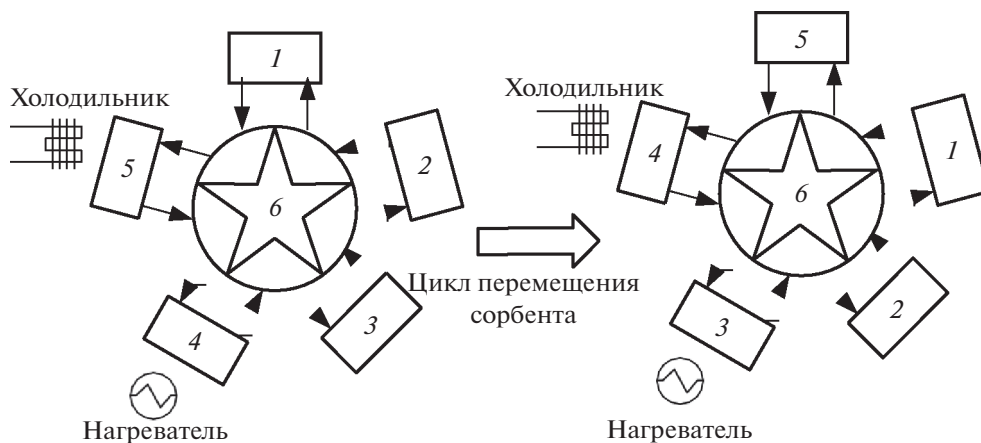 1
5
Холодильник
Холодильник
5
6
2
4
6
1
Цикл перемещения
сорбента
4
3
3
2
Нагреватель
Нагреватель